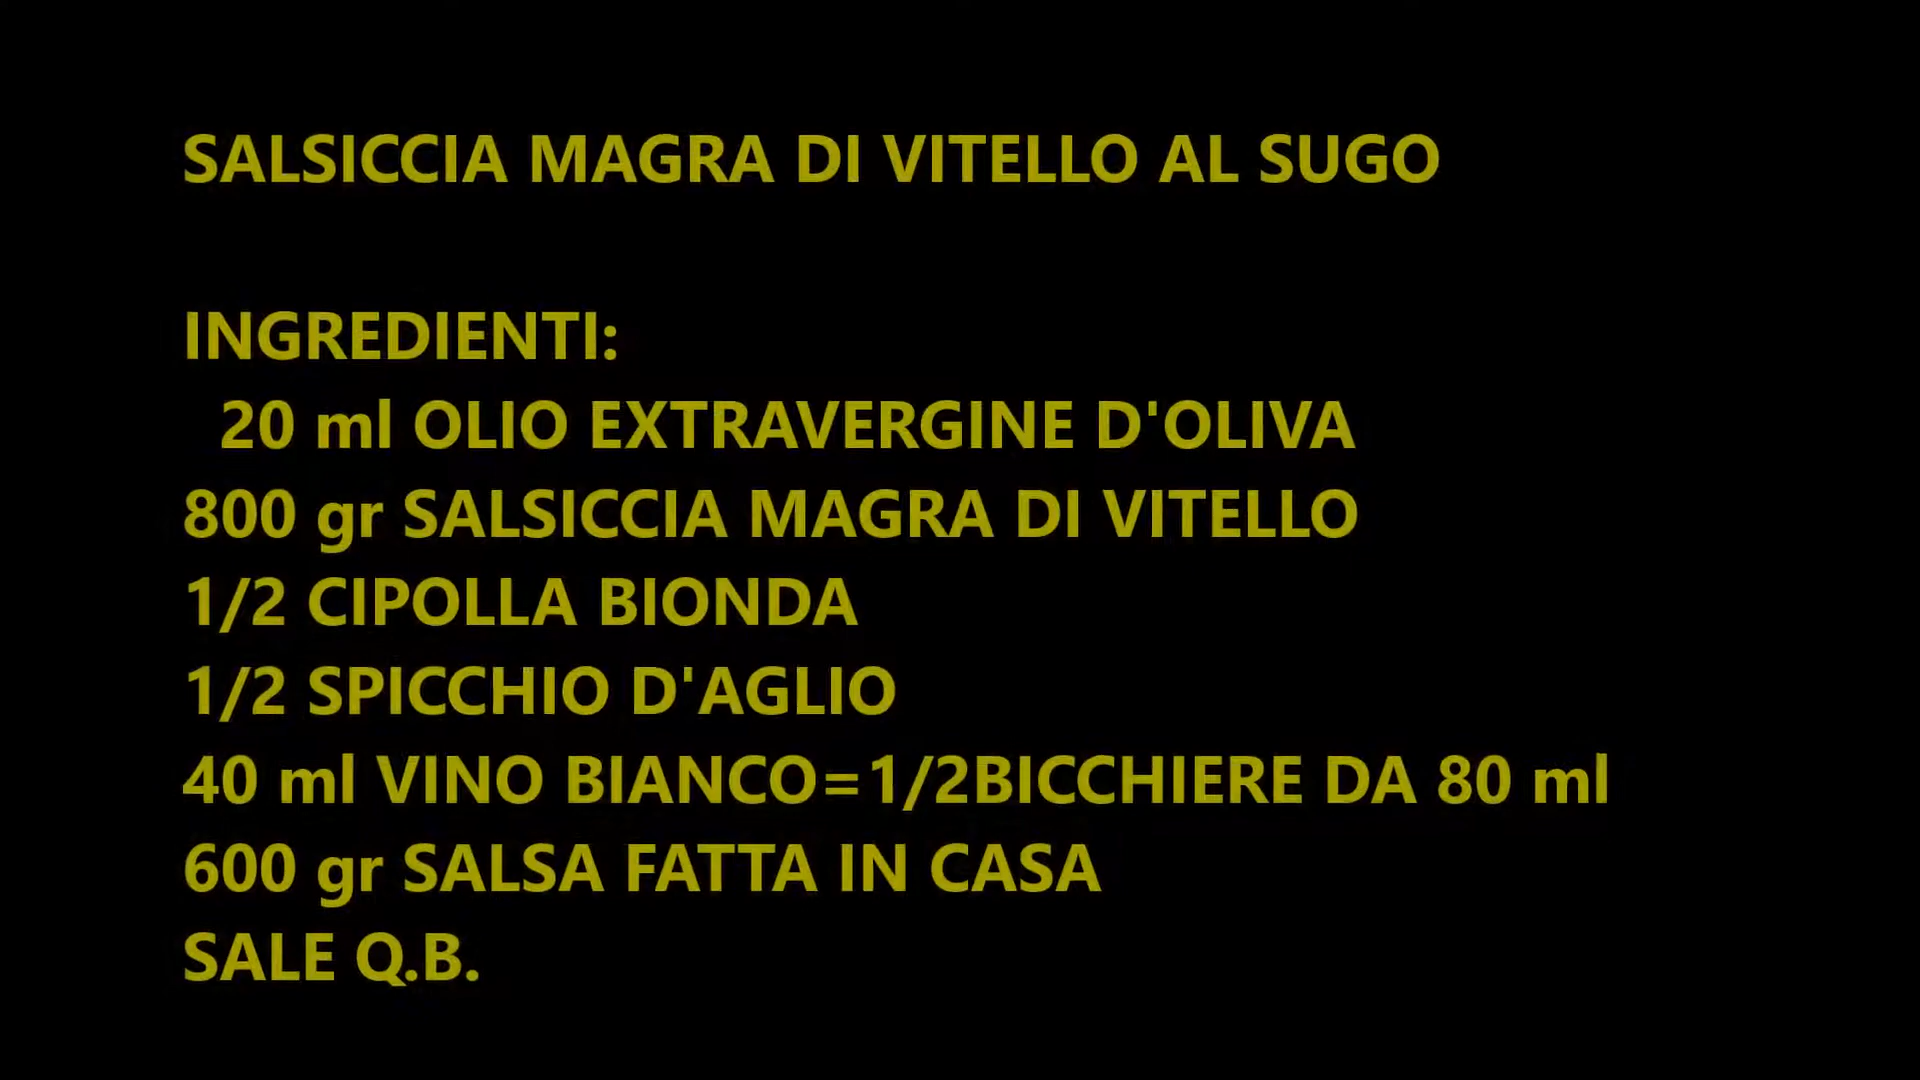 SALSICCIA MAGRA DI VITELLO AL SUGO
INGREDIENTI:
20 ml OLIO EXTRAVERGINE D'OLIVA
800 gr SALSICCIA MAGRA DI VITELLO
1/2 CIPOLLA BIONDA
1/2 SPICCHIO D'AGLIO
40 ml VINO BIANCO=1/2BICCHIERE DA 80 ml
600 gr SALSA FATTA IN CASA
SALE Q.B.